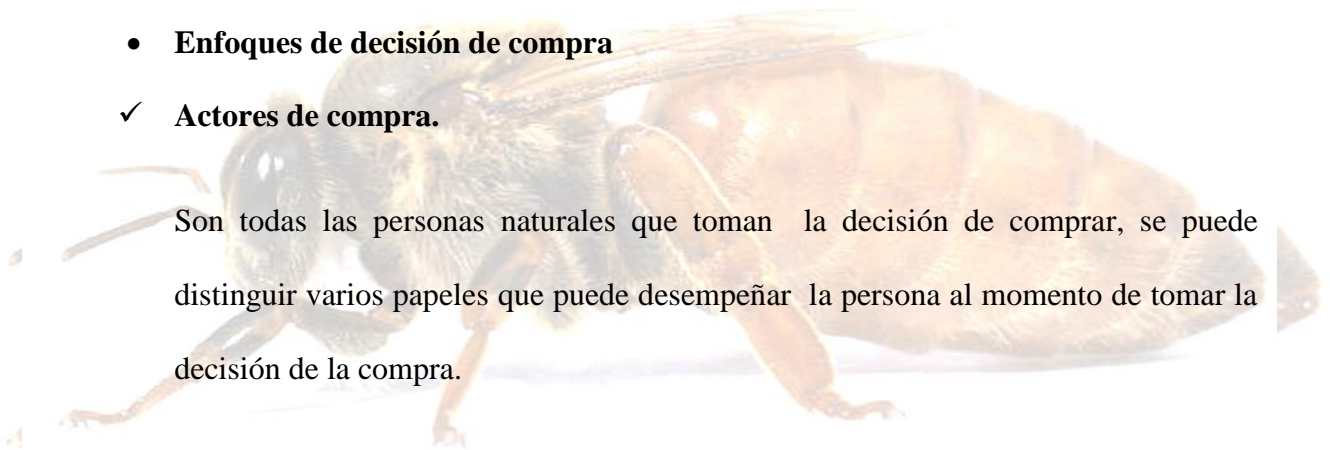 • Enfoques de decisión de compra
✓ Actores de compra.
Son todas las personas naturales que toman la decisión de comprar, se puede
distinguir varios papeles que puede desempeñar la persona al momento de tomar la
decisión de la compra.